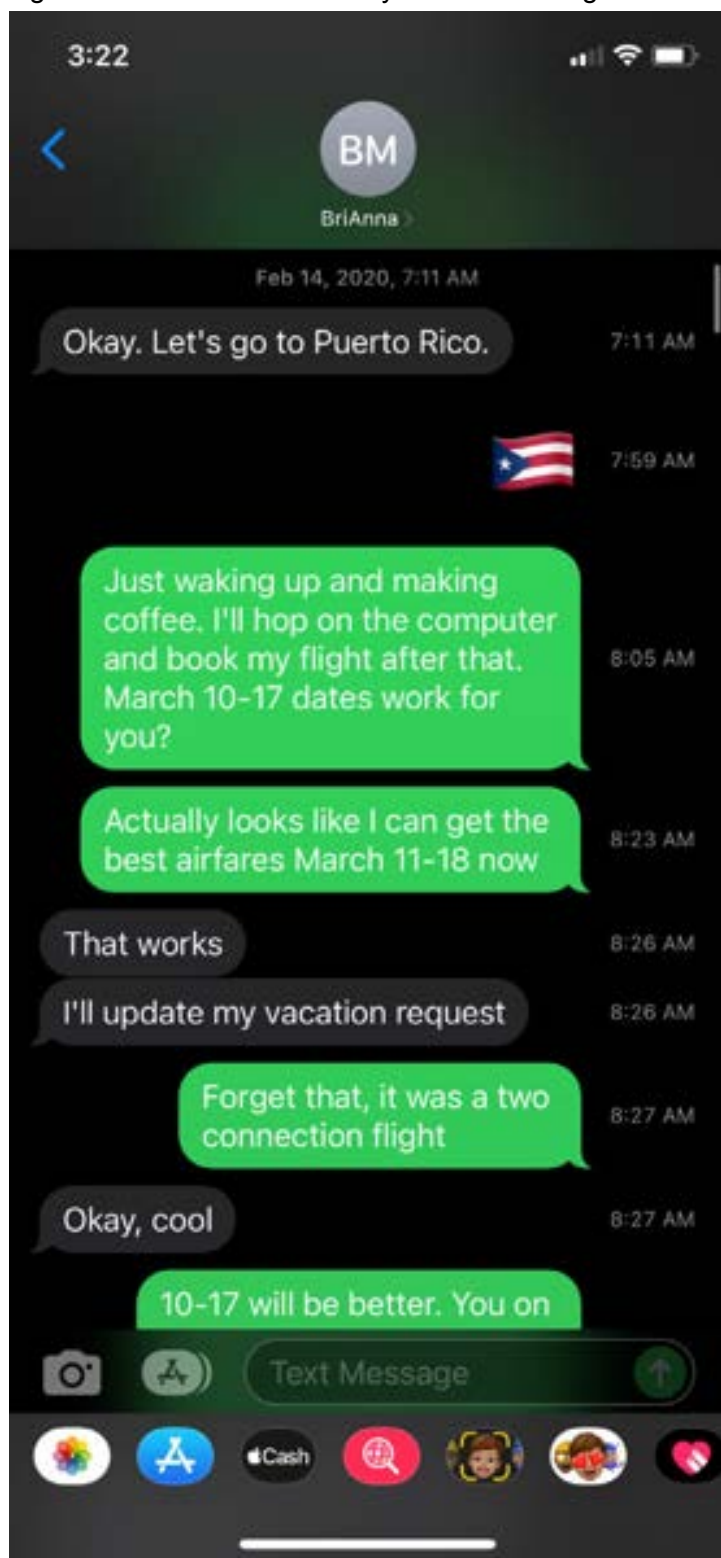 3:22
BM
BriAnna
Feb 14, 2020, 7:11 AM
Okay. Let's go to Puerto Rico.
7:11 AM
7:59 AM
Just waking up and making
coffee. I'll hop on the computer
and book my flight after that.
March 10-17 dates work for
you?
8:05 AM
Actually looks like I can get the
best airfares March 11-18 now
8:23 AM
That works
8:26 AM
I'll update my vacation request
8:26 AM
Forget that, it was a two
connection flight
8:27 AM
Okay, cool
8:27 AM
10-17 will be better. You on
Text Message
Cash